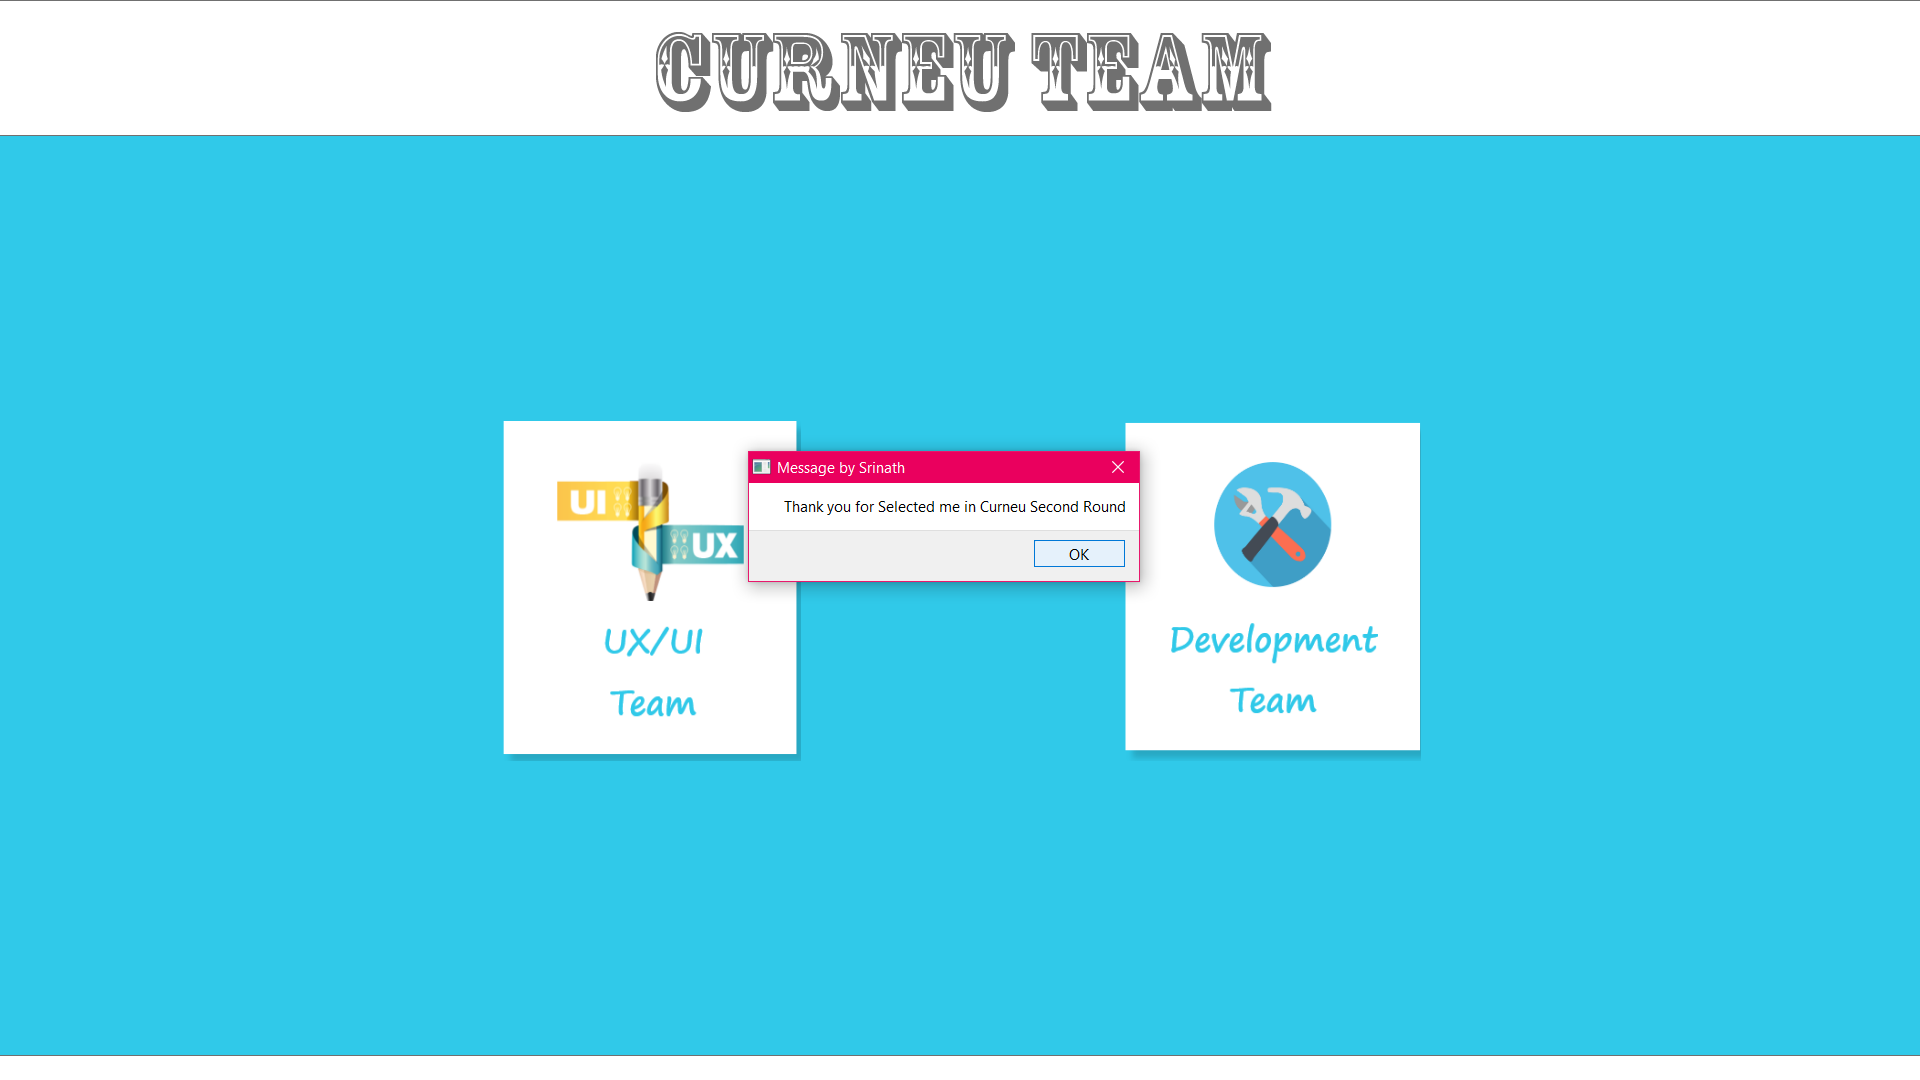 CURNEU TEAM
Message by Srinath
Thank you for Selected me in Curneu Second Round
OK
UI
UX
UX/UI
Team
Development
Team